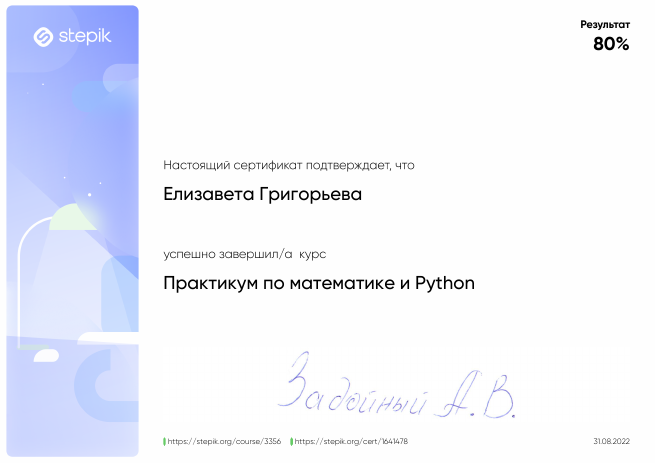 stepik
Результат
80%
Настоящий сертификат подтверждает, что
Елизавета Григорьева
успешно завершил/а курс
Практикум по математике и Python
Задойный А.В.
https://stepik.org/course/3356 https://stepik.org/cert/1641478
31.08.2022